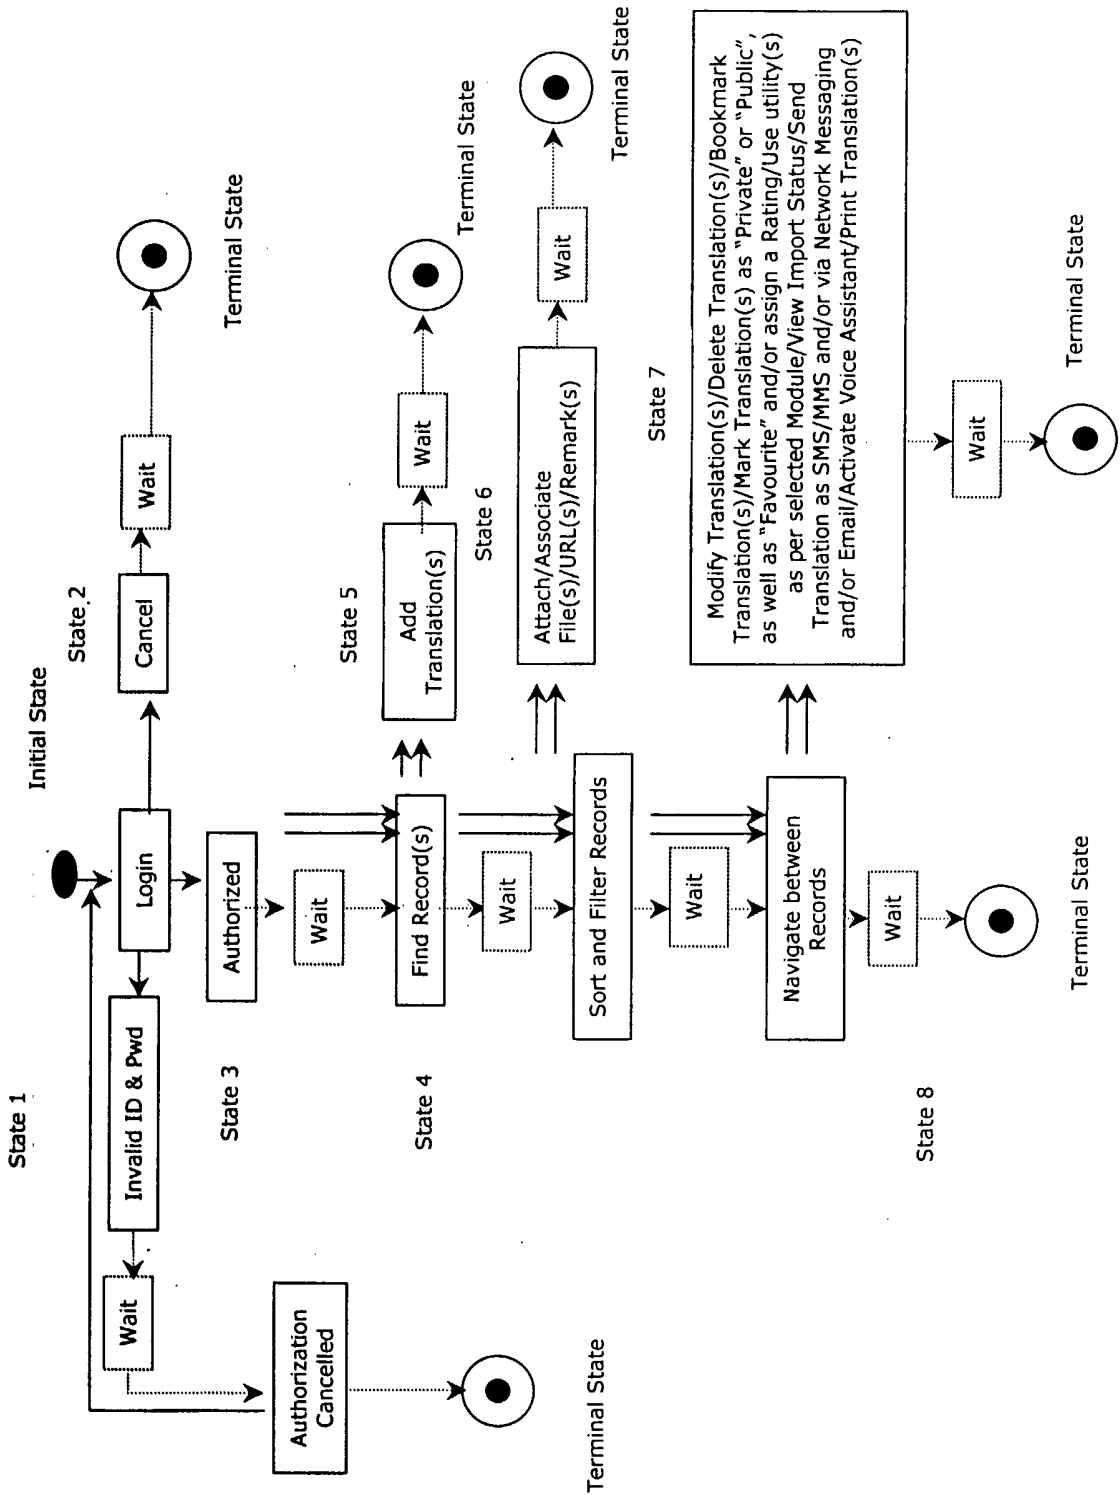 State 1
Initial State
State 2
Login
Cancel
Wait
Terminal State
Invalid ID & Pwd
Wait
Authorization
Cancelled
Terminal State
State 3
Authorized
Wait
State 4
Find Record(s)
State 5
Add
Translation(s)
Wait
Terminal State
Wait
Sort and Filter Records
State 6
Attach/Associate
File(s)/URL(s)/Remark(s)
Wait
Terminal State
Wait
Navigate between
Records
State 7
Modify Translation(s)/Delete Translation(s)/Bookmark
Translation(s)/Mark Translation(s) as "Private" or "Public",
as well as "Favourite" and/or assign a Rating/Use utility(s)
as per selected Module/View Import Status/Send
Translation as SMS/MMS and/or via Network Messaging
and/or Email/Activate Voice Assistant/Print Translation(s)
Wait
Terminal State
State 8
Wait
Terminal State